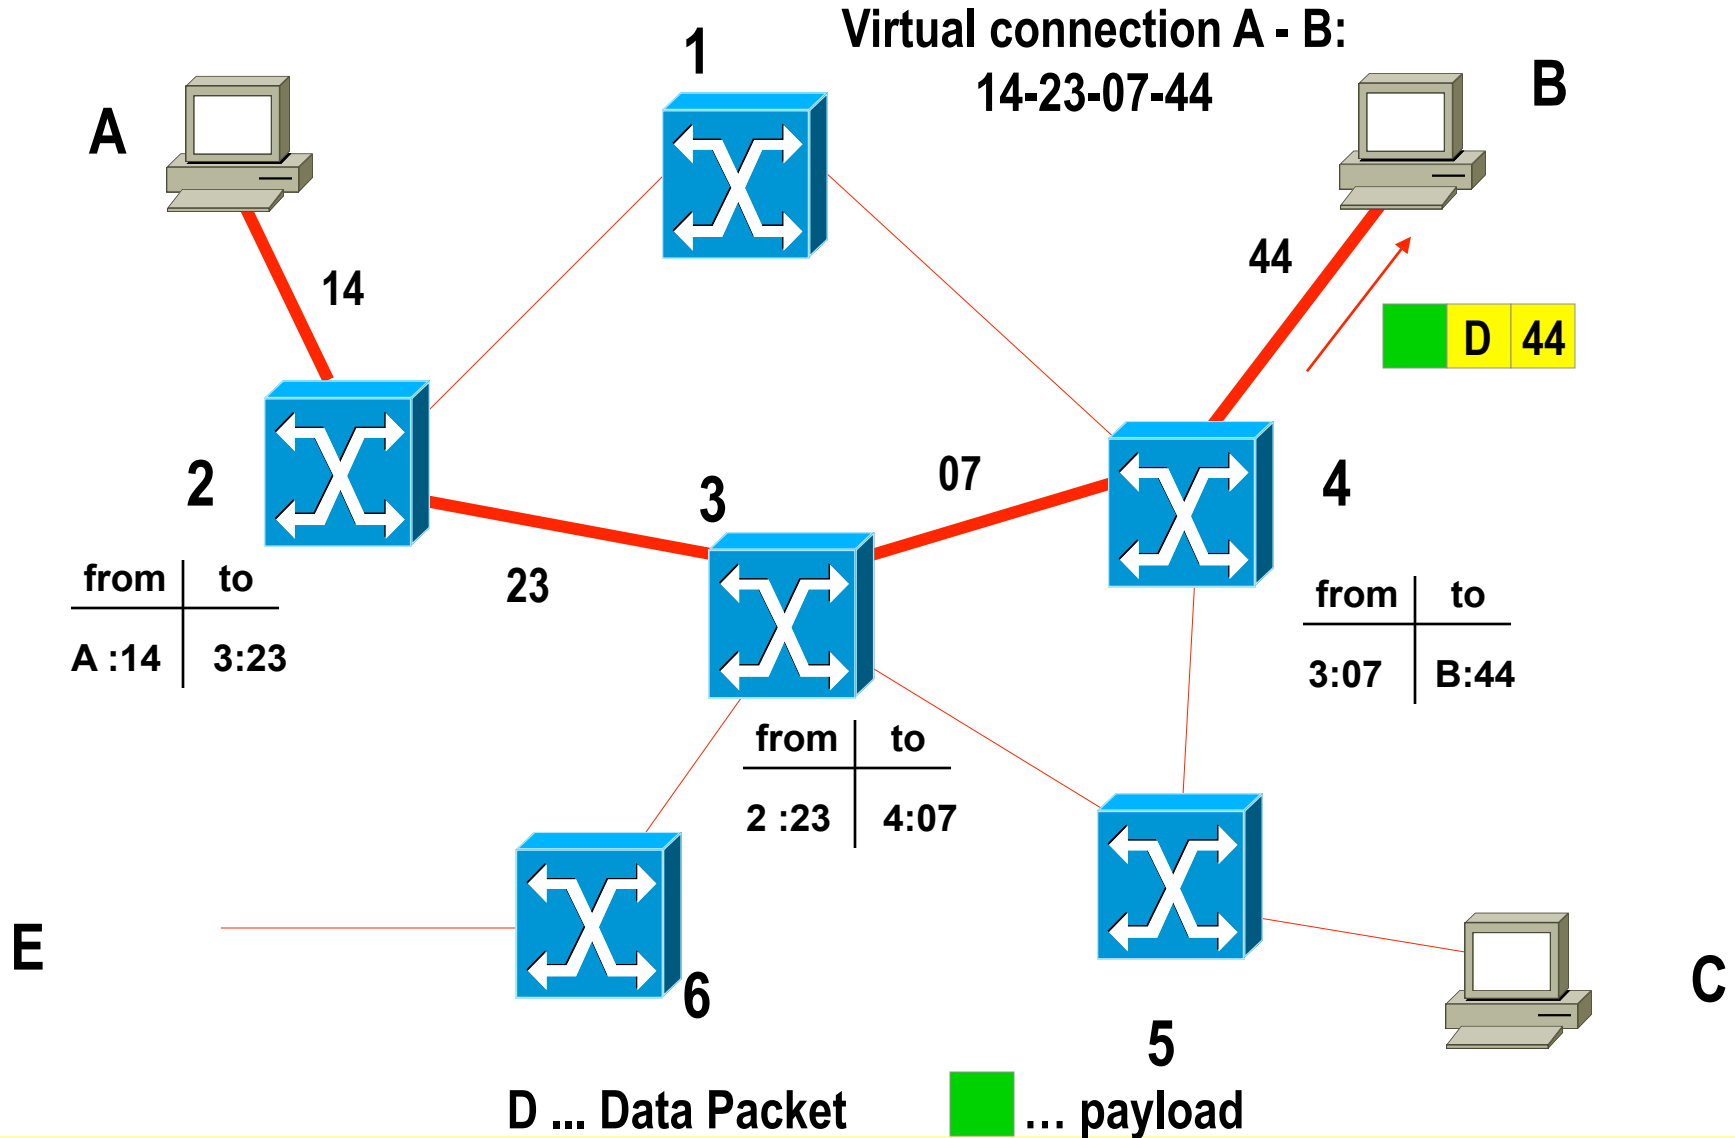 Virtual connection A - B:
14-23-07-44
1
A
B
14
44
D 44
2
3
07
4
23
from to
A :14 3:23
from to
3:07 B:44
from to
2 :23 4:07
E
6
C
5
D ... Data Packet
... payload